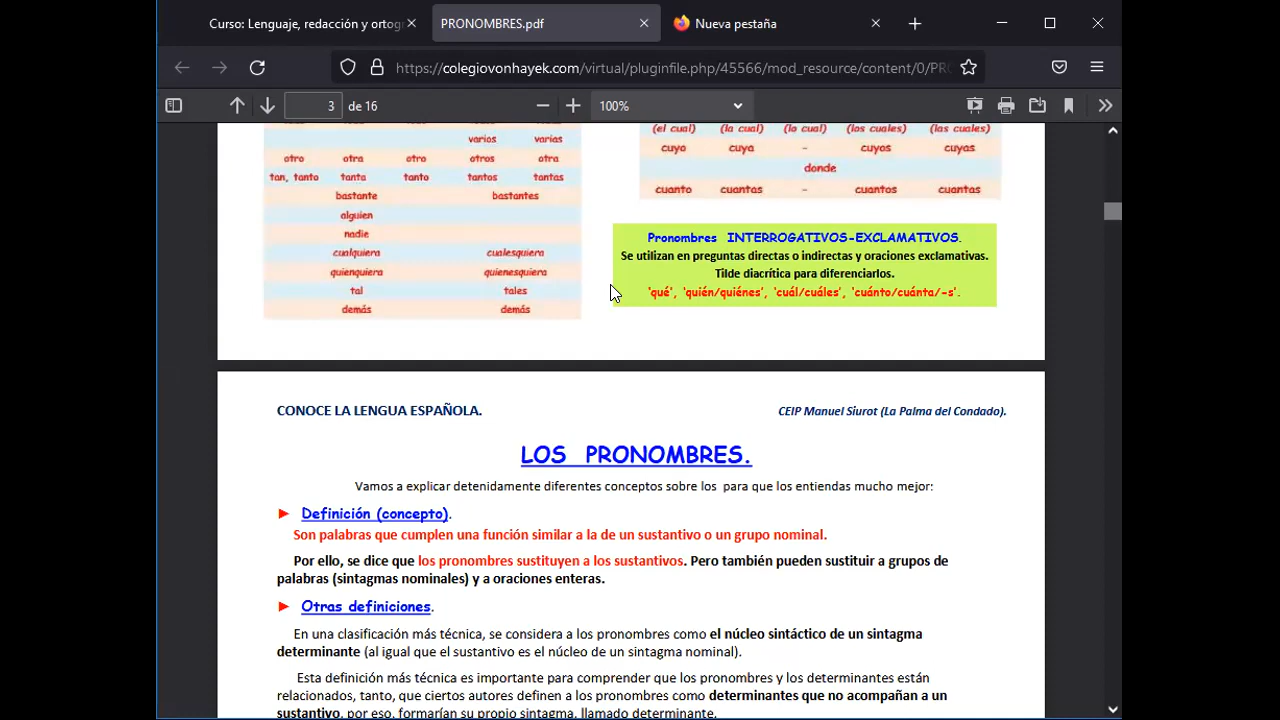 Curso: Lenguaje, redacción y ortog
PRONOMBRES.pdf
Nueva pestaña
https://colegiovonhayek.com/virtual/pluginfile.php/45566/mod_resource/content/0/PR
3 de 16
100%
varios varias
otro otra otro otros otra
tan, tanto tanta tanto tantos tantas
bastante bastantes
alguien
nadie
cualquiera cualesquiera
quienquiera quienesquiera
tal tales
demás demás
(el cual) (la cual) (lo cual) (los cuales) (las cuales)
cuyo cuya - cuyos cuyas
donde
cuanto cuantas - cuantos cuantas
Pronombres INTERROGATIVOS-EXCLAMATIVOS.
Se utilizan en preguntas directas o indirectas y oraciones exclamativas.
Tilde diacrítica para diferenciarlos.
'qué', 'quién/quiénes', 'cuál/cuáles', 'cuánto/cuánta/-s'.
CONOCE LA LENGUA ESPAÑOLA.
CEIP Manuel Siurot (La Palma del Condado).
LOS PRONOMBRES.
Vamos a explicar detenidamente diferentes conceptos sobre los para que los entiendas mucho mejor:
► Definición (concepto).
Son palabras que cumplen una función similar a la de un sustantivo o un grupo nominal.
Por ello, se dice que los pronombres sustituyen a los sustantivos. Pero también pueden sustituir a grupos de
palabras (sintagmas nominales) y a oraciones enteras.
► Otras definiciones.
En una clasificación más técnica, se considera a los pronombres como el núcleo sintáctico de un sintagma
determinante (al igual que el sustantivo es el núcleo de un sintagma nominal).
Esta definición más técnica es importante para comprender que los pronombres y los determinantes están
relacionados, tanto, que ciertos autores definen a los pronombres como determinantes que no acompañan a un
sustantivo, por eso, formarían su propio sintagma, llamado determinante.